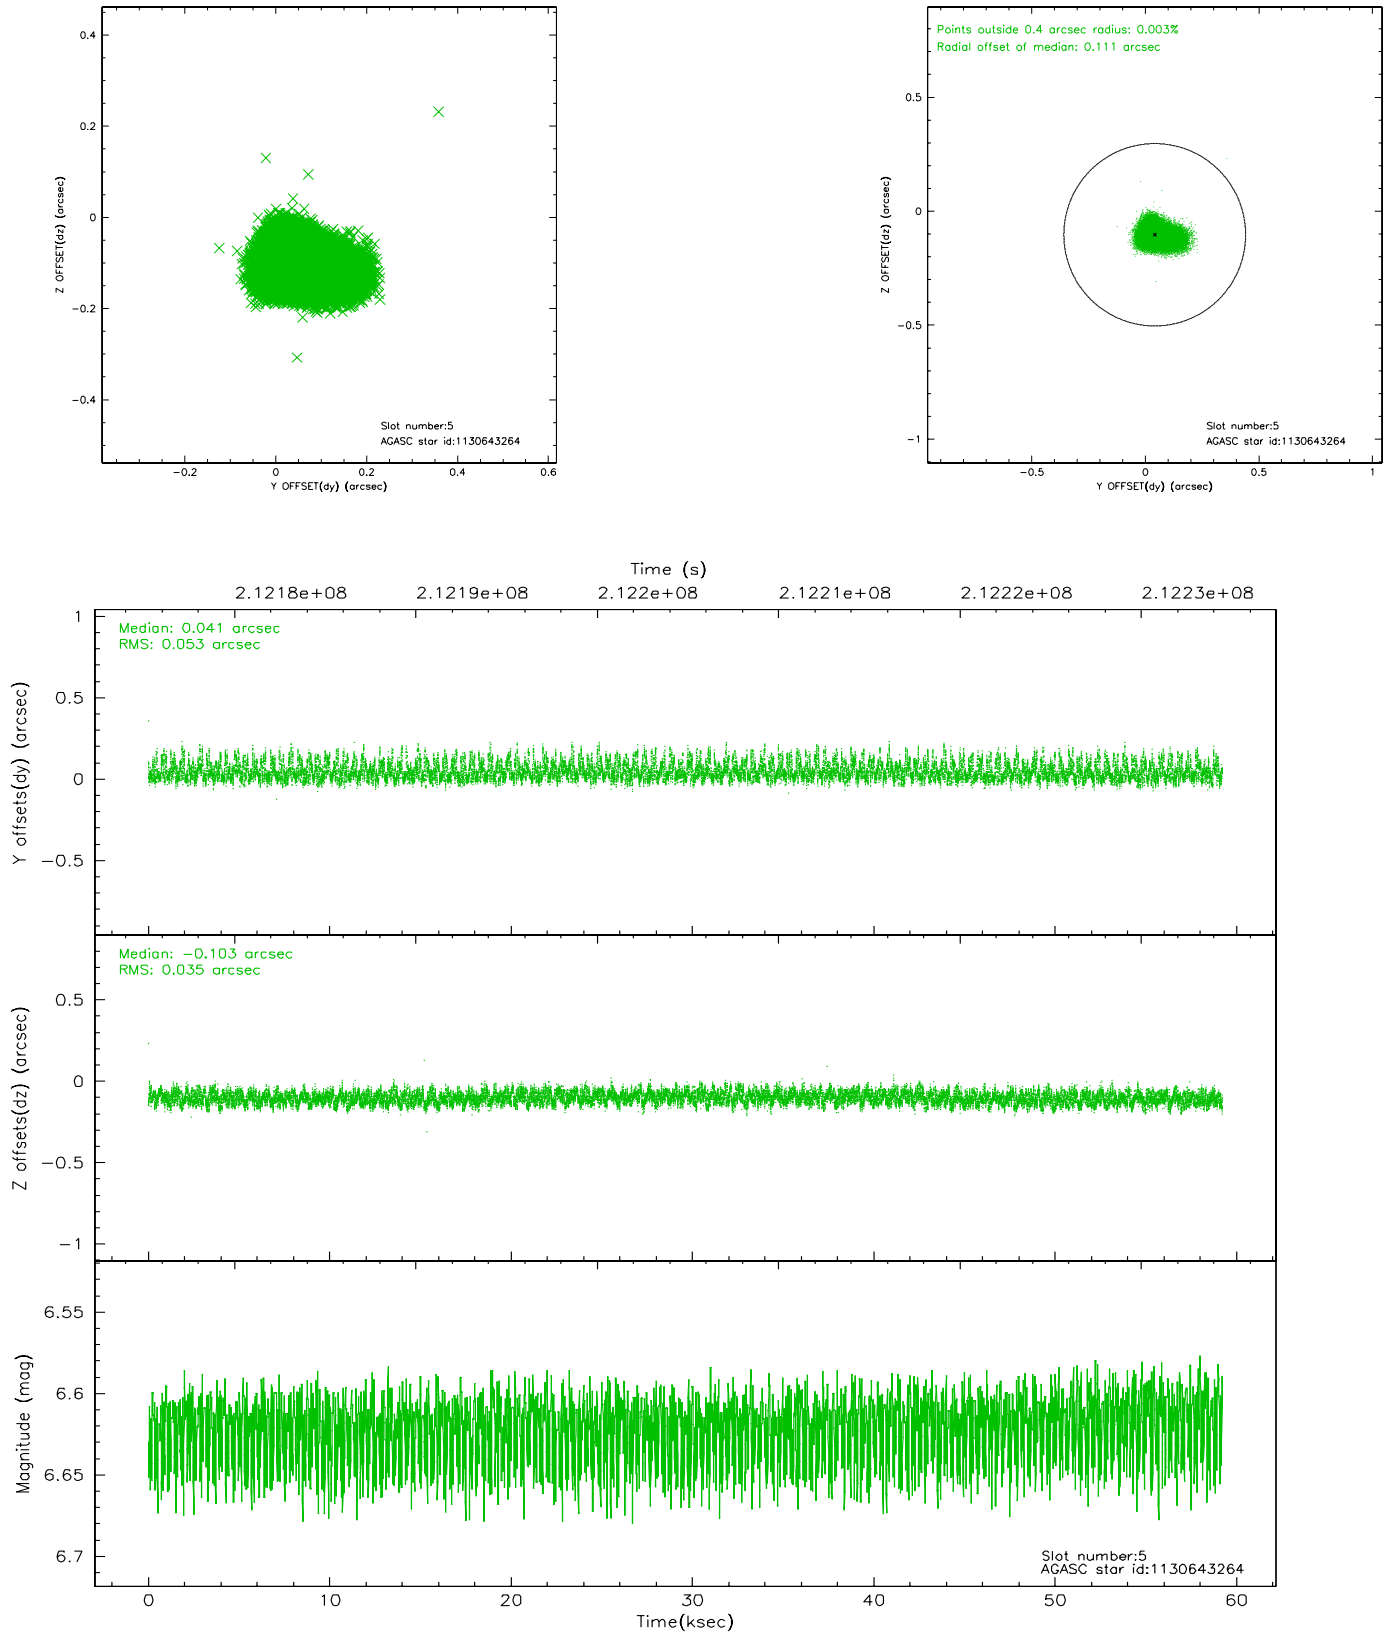 0.4
0.2
0
-0.2
-0.4
Z OFFSET(dz) (arcsec)
Slot number:5
AGASC star id:1130643264
-0.2 0 0.2 0.4 0.6
Y OFFSET(dy) (arcsec)
Points outside 0.4 arcsec radius: 0.003%
Radial offset of median: 0.111 arcsec
0.5
0
-0.5
-1
Z OFFSET(dz) (arcsec)
Slot number:5
AGASC star id:1130643264
-0.5 0 0.5 1
Y OFFSET(dy) (arcsec)
Time (s)
2.1218e+08 2.1219e+08 2.122e+08 2.1221e+08 2.1222e+08 2.1223e+08
Median: 0.041 arcsec
RMS: 0.053 arcsec
1
0.5
0
-0.5
Y offsets(dy) (arcsec)
Median: -0.103 arcsec
RMS: 0.035 arcsec
0.5
0
-0.5
-1
Z offsets(dz) (arcsec)
6.55
6.6
6.65
6.7
Magnitude (mag)
Slot number:5
AGASC star id:1130643264
0 10 20 30 40 50 60
Time(ksec)